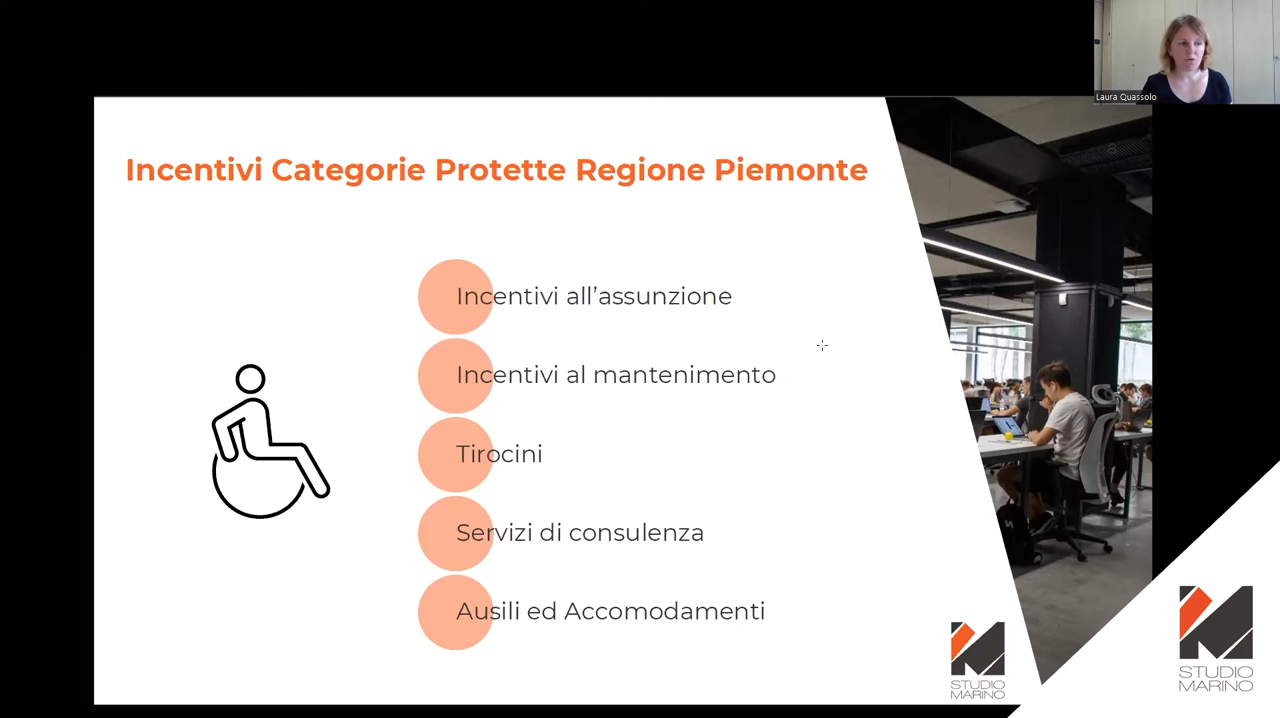 Laura Quassolo
8
Incentivi Categorie Protette Regione Piemonte
Incentivi all’assunzione
Incentivi al mantenimento
Tirocini
Servizi di consulenza
Ausili ed Accomodamenti
STUDIO
MARINO
STUDIO
MARINO